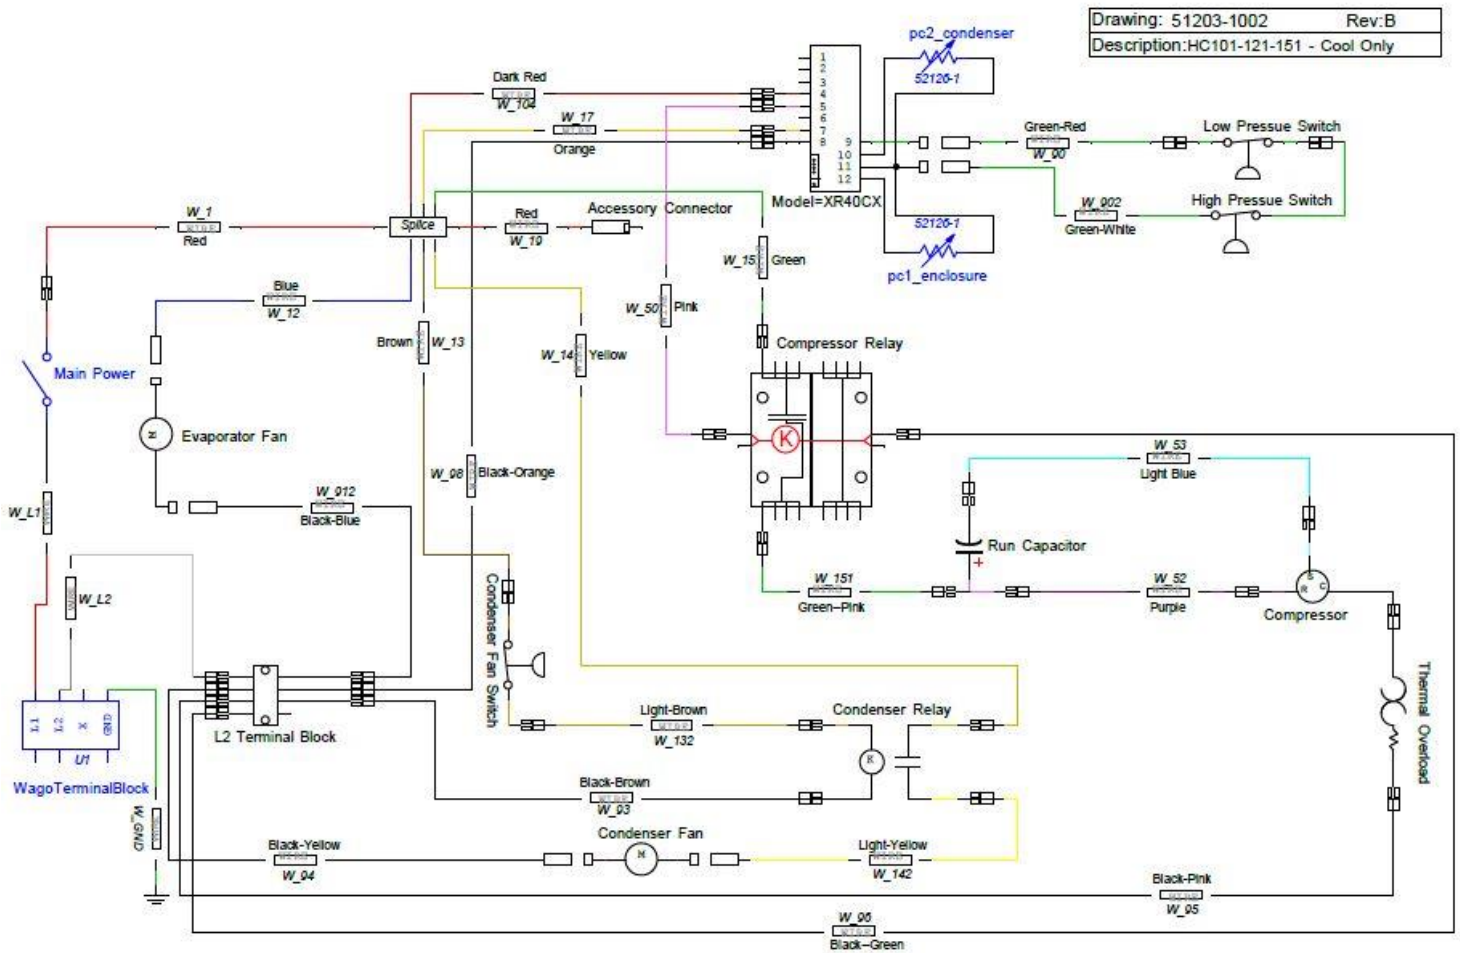 Drawing: 51203-1002 Rev:B
Description:HC101-121-151 - Cool Only
pc2_condenser
52126-1
1
2
3
4
5
6
7
8
9
10
11
12
Model=XR40CX
52126-1
pc1_enclosure
Dark Red
W_104
W_17
Orange
Green-Red
W_90
Low Pressue Switch
W_902
Green-White
High Pressue Switch
W_1
Red
Splice
Red
W_19
Accessory Connector
W_15
Green
Blue
W_12
Brown
W_13
W_50
Pink
W_14
Yellow
Main Power
Compressor Relay
K
Evaporator Fan
M
W_98
Black-Orange
W_912
Black-Blue
W_L1
W_L2
W_53
Light Blue
Run Capacitor
+
W_151
Green-Pink
W_52
Purple
S
R
C
Compressor
Condenser Fan Switch
Thermal Overload
L1
L2
X
GND
U1
WagoTerminalBlock
L2 Terminal Block
W_GND
Light-Brown
W_132
Condenser Relay
K
Black-Brown
W_93
Condenser Fan
M
Black-Yellow
W_94
Light-Yellow
W_142
Black-Pink
W_95
W_96
Black-Green